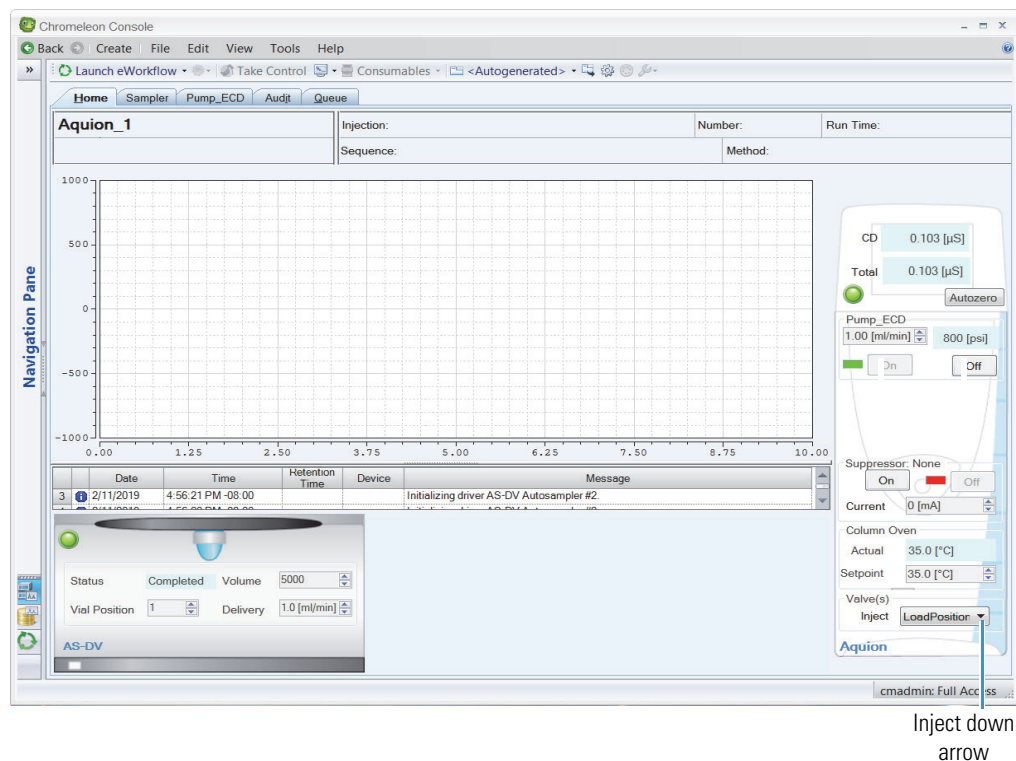 Chromeleon Console
Back Create File Edit View Tools Help
» Launch eWorkflow Take Control Consumables <Autogenerated>
Home Sampler Pump_ECD Audit Queue
Aquion_1 Injection: Number: Run Time:
Sequence: Method:
1000
500
0
-500
-1000
0.00 1.25 2.50 3.75 5.00 6.25 7.50 8.75 10.00
Navigation Pane
CD 0.103 [µS]
Total 0.103 [µS]
Autozero
Pump_ECD
1.00 [ml/min] 800 [psi]
On Off
Suppressor: None
On Off
Current 0 [mA]
Column Oven
Actual 35.0 [°C]
Setpoint 35.0 [°C]
Valve(s)
Inject LoadPosition
Aquion
Date Time Retention Time Device Message
3 2/11/2019 4:56:21 PM -08:00 Initializing driver AS-DV Autosampler #2.
Status Completed Volume 5000
Vial Position 1 Delivery 1.0 [ml/min]
AS-DV
cmadmin: Full Access
Inject down
arrow